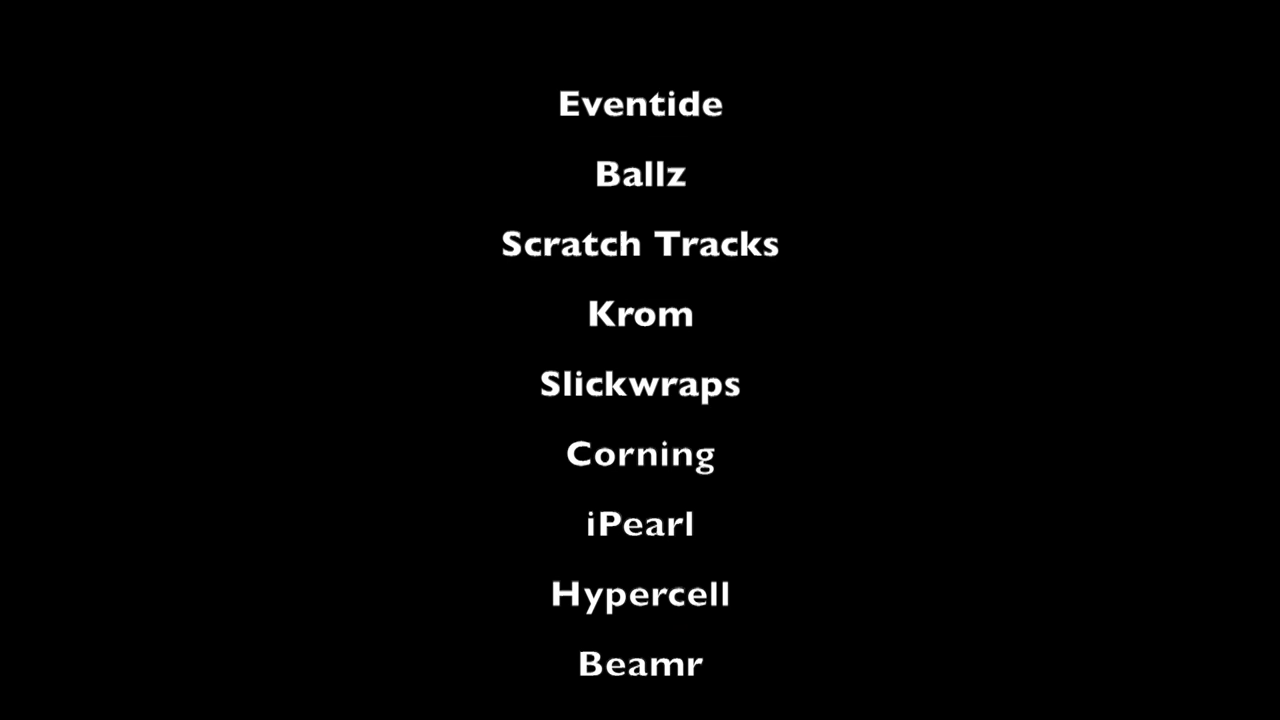 Eventide
Ballz
Scratch Tracks
Krom
Slickwraps
Corning
iPearl
Hypercell
Beamr